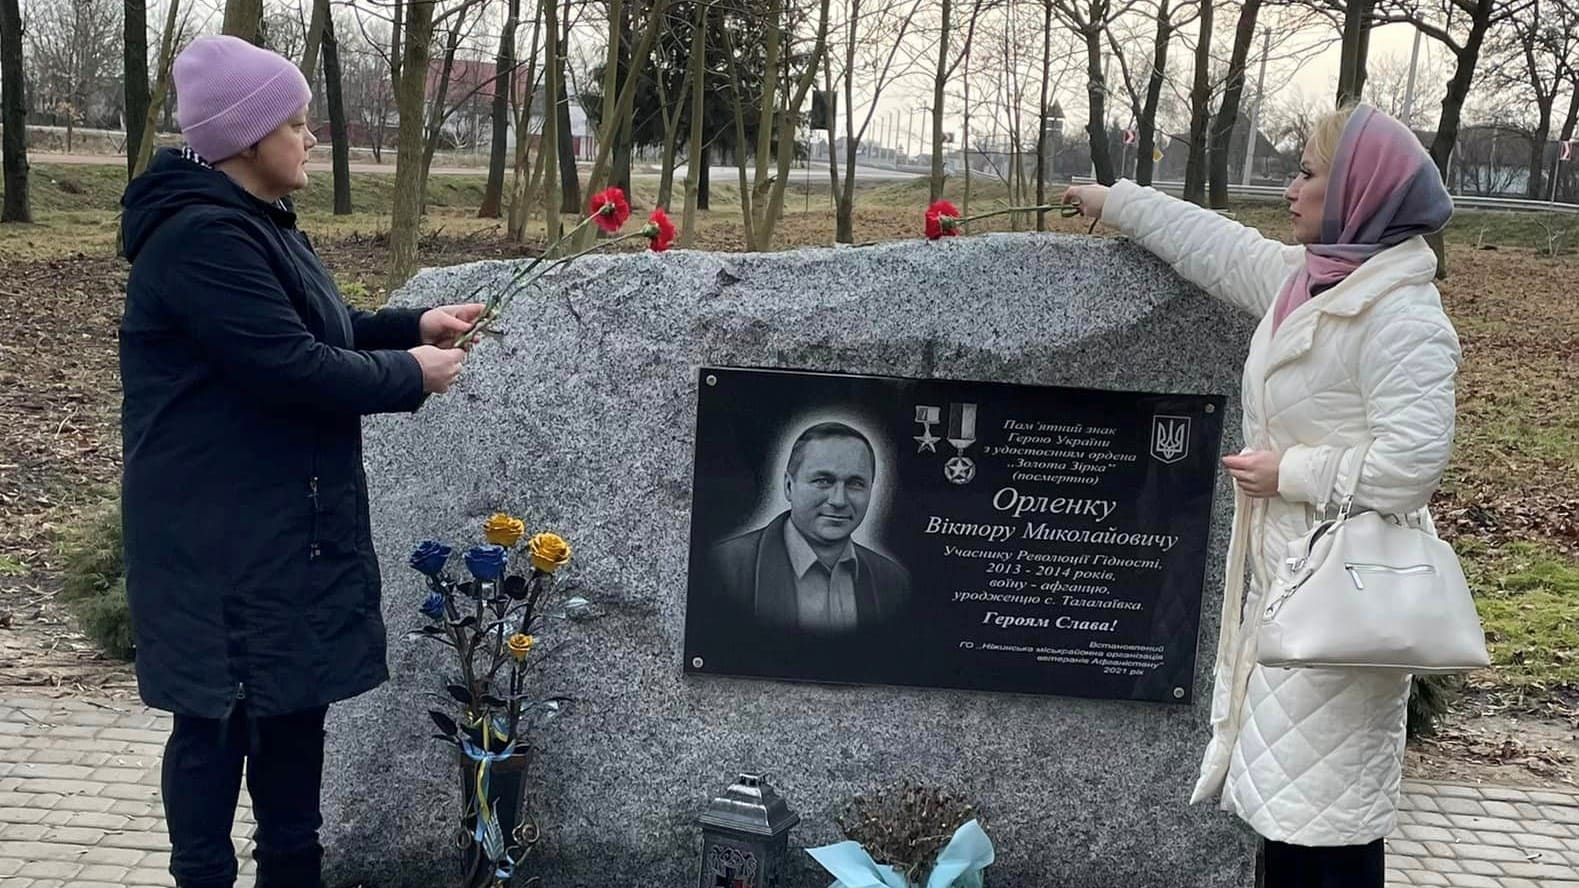 Пам'ятний знак
Герою України
з удостоєнням ордена
„Золота Зірка"
(посмертно)
Орленку
Віктору Миколайовичу
Учаснику Революції Гідності,
2013 - 2014 років,
воїну - афганцю,
уродженцю с. Талалаївка.
Героям Слава!
Встановлений
ГО „Ніжинська міськрайонна організація
ветеранів Афганістану"
2021 рік